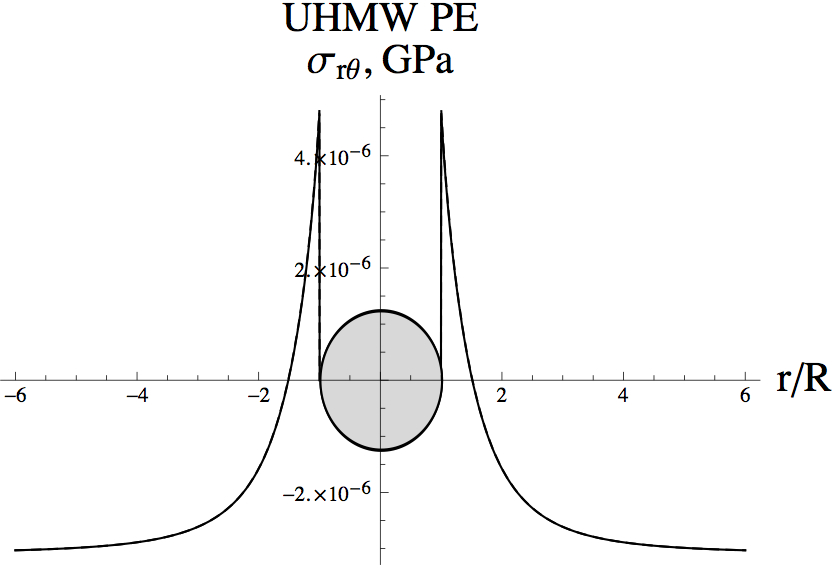 UHMW PE
σrθ, GPa
4.×10⁻⁶
2.×10⁻⁶
−6 −4 −2 2 4 6 r/R
−2.×10⁻⁶